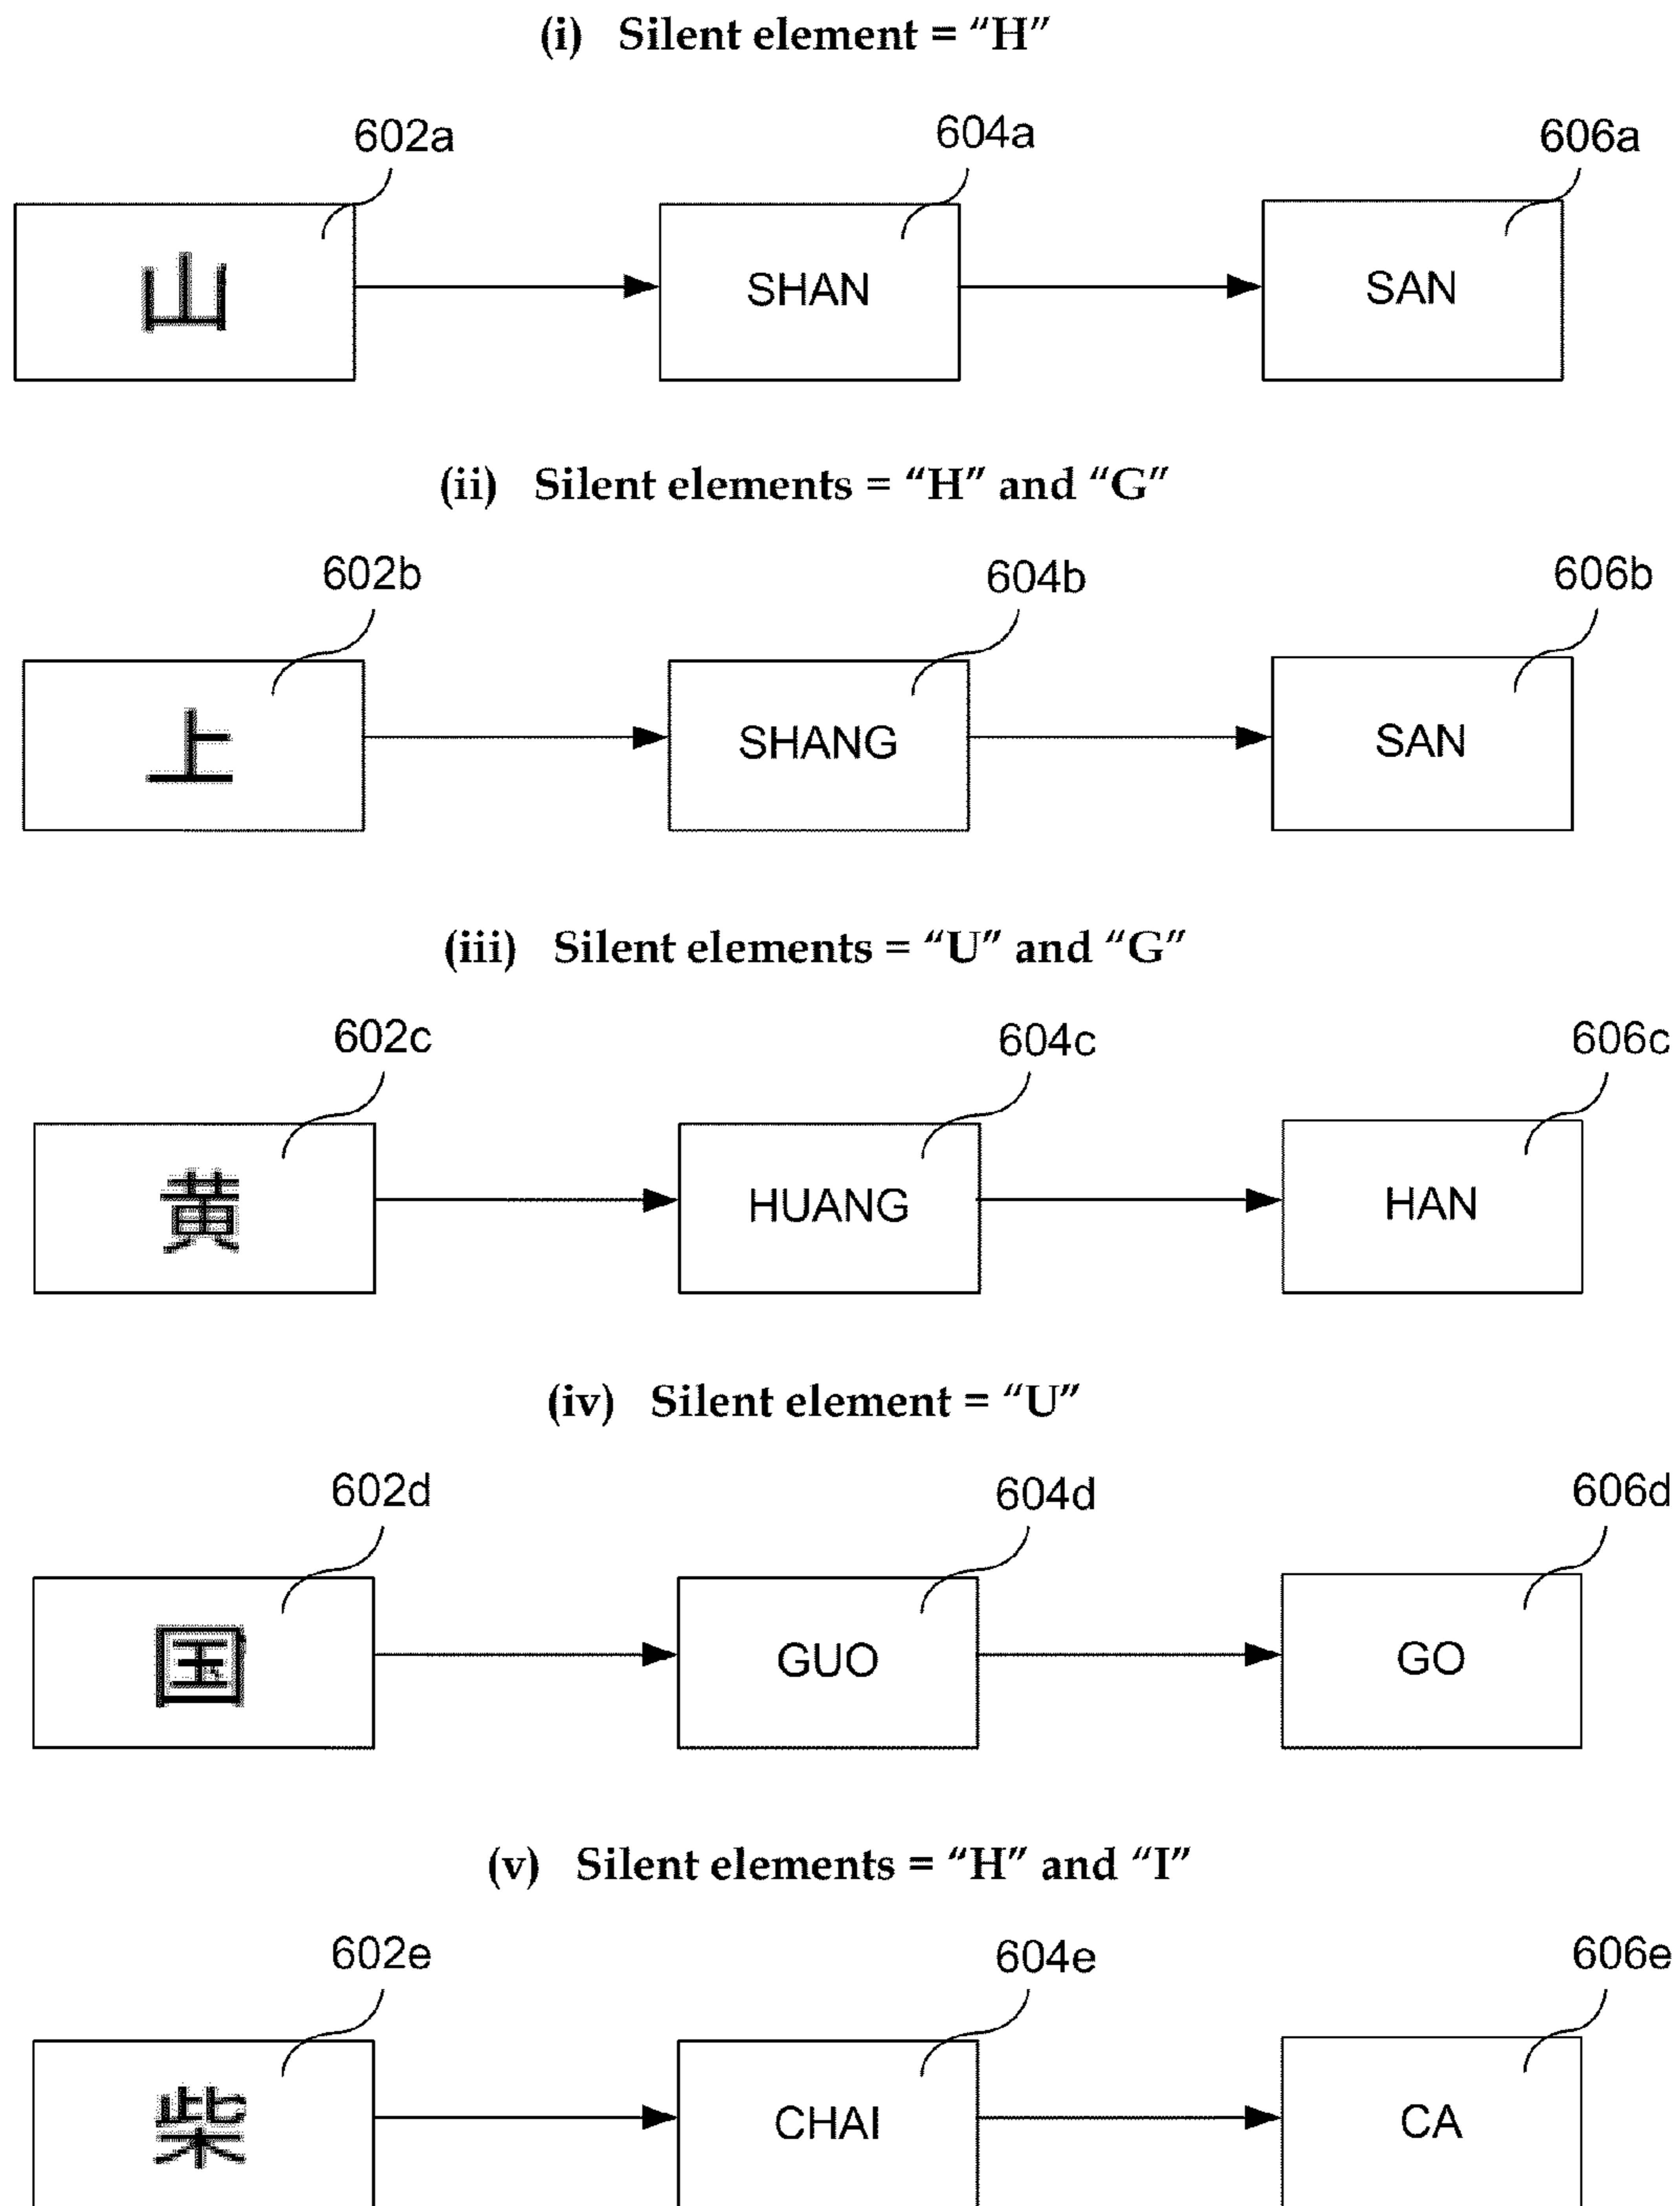 (i) Silent element = “H”
602a 604a 606a
山 SHAN SAN
(ii) Silent elements = “H” and “G”
602b 604b 606b
上 SHANG SAN
(iii) Silent elements = “U” and “G”
602c 604c 606c
黄 HUANG HAN
(iv) Silent element = “U”
602d 604d 606d
国 GUO GO
(v) Silent elements = “H” and “I”
602e 604e 606e
柴 CHAI CA